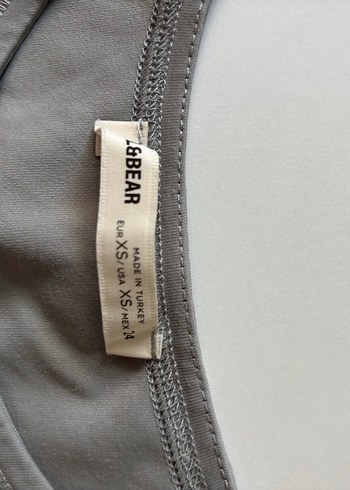 &BEAR
MADE IN TURKEY
EUR XS/USA XS/MEX 24